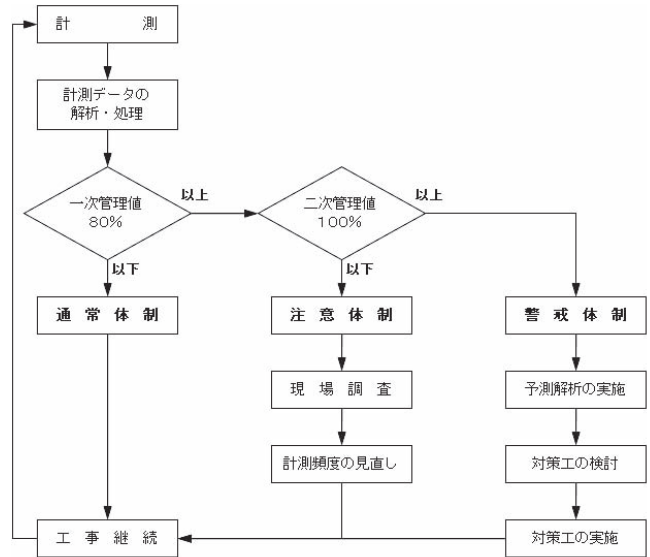 計測
計測データの
解析・処理
一次管理値
80%
以上
二次管理値
100%
以上
以下
以下
通常体制
注意体制
警戒体制
現場調査
予測解析の実施
計測頻度の見直し
対策工の検討
工事継続
対策工の実施